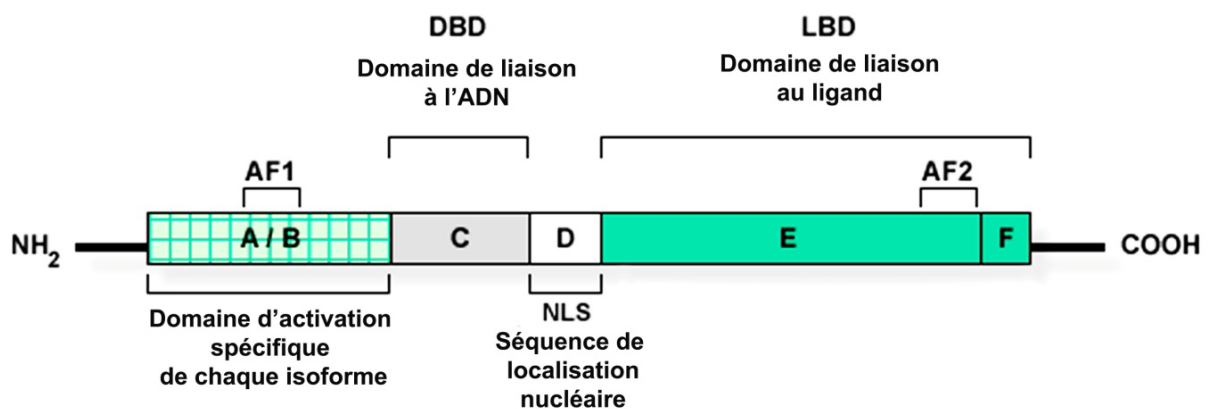 DBD
Domaine de liaison
à l'ADN
LBD
Domaine de liaison
au ligand
AF1
AF2
NH2
A / B
C
D
E
F
COOH
Domaine d'activation
spécifique
de chaque isoforme
NLS
Séquence de
localisation
nucléaire